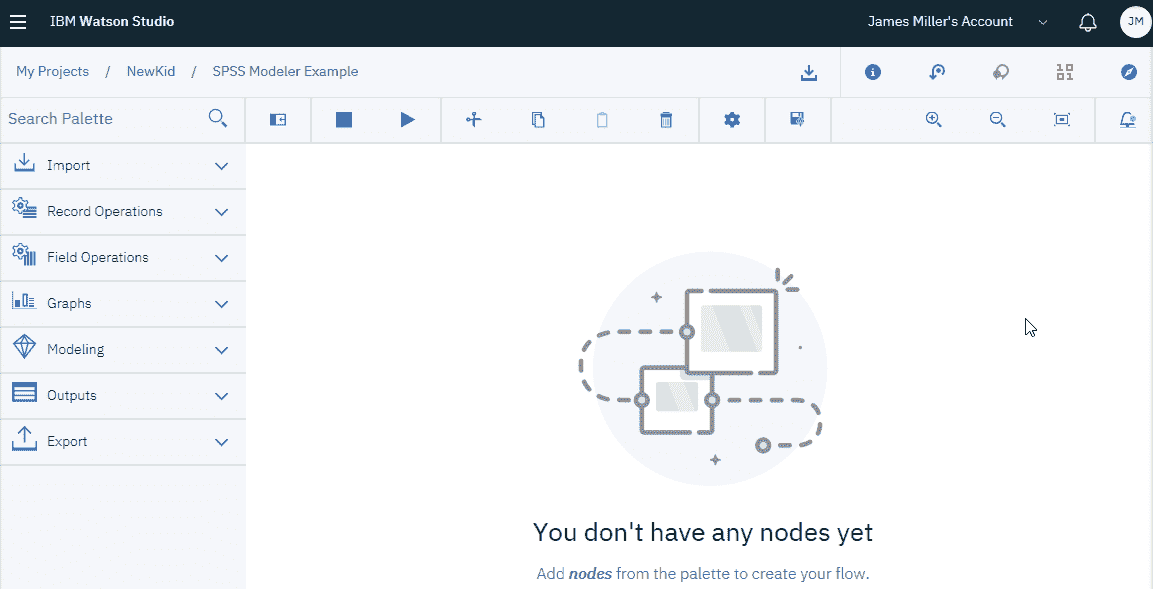 IBM Watson Studio
James Miller's Account
JM
My Projects / NewKid / SPSS Modeler Example
Search Palette
Import
Record Operations
Field Operations
Graphs
Modeling
Outputs
Export
You don't have any nodes yet
Add nodes from the palette to create your flow.